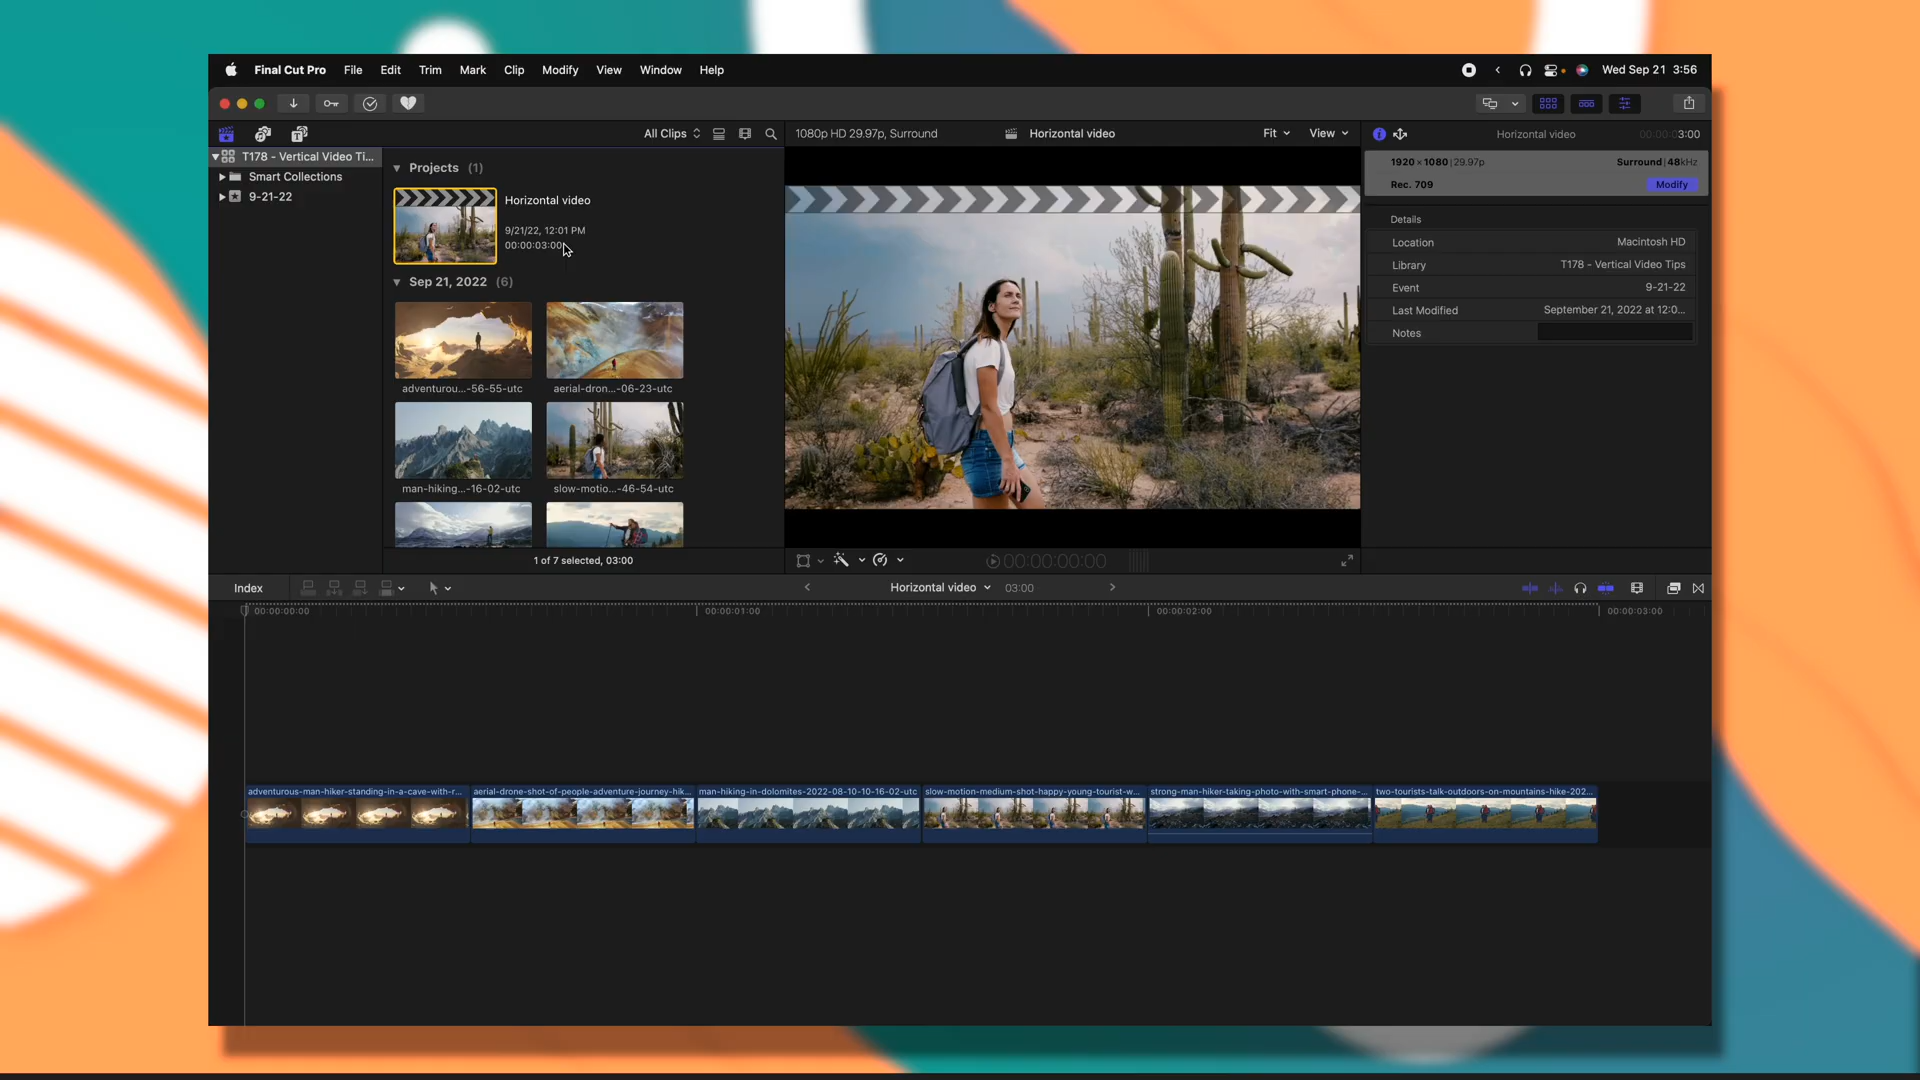 Final Cut Pro File Edit Trim Mark Clip Modify View Window Help
Wed Sep 21 3:56
All Clips
1080p HD 29.97p, Surround
Horizontal video
Fit
View
Horizontal video
00:00:03:00
T178 - Vertical Video Ti...
Smart Collections
9-21-22
Projects (1)
Horizontal video
9/21/22, 12:01 PM
00:00:03:00
Sep 21, 2022 (6)
adventurou...-56-55-utc
aerial-dron...-06-23-utc
man-hiking...-16-02-utc
slow-motio...-46-54-utc
1 of 7 selected, 03:00
00:00:00:00
1920 × 1080 | 29.97p
Surround | 48kHz
Rec. 709
Modify
Details
Location Macintosh HD
Library T178 - Vertical Video Tips
Event 9-21-22
Last Modified September 21, 2022 at 12:0...
Notes
Index
Horizontal video
03:00
00:00:00:00
00:00:01:00
00:00:02:00
00:00:03:00
adventurous-man-hiker-standing-in-a-cave-with-r...
aerial-drone-shot-of-people-adventure-journey-hik...
man-hiking-in-dolomites-2022-08-10-10-16-02-utc
slow-motion-medium-shot-happy-young-tourist-w...
strong-man-hiker-taking-photo-with-smart-phone-...
two-tourists-talk-outdoors-on-mountains-hike-202...